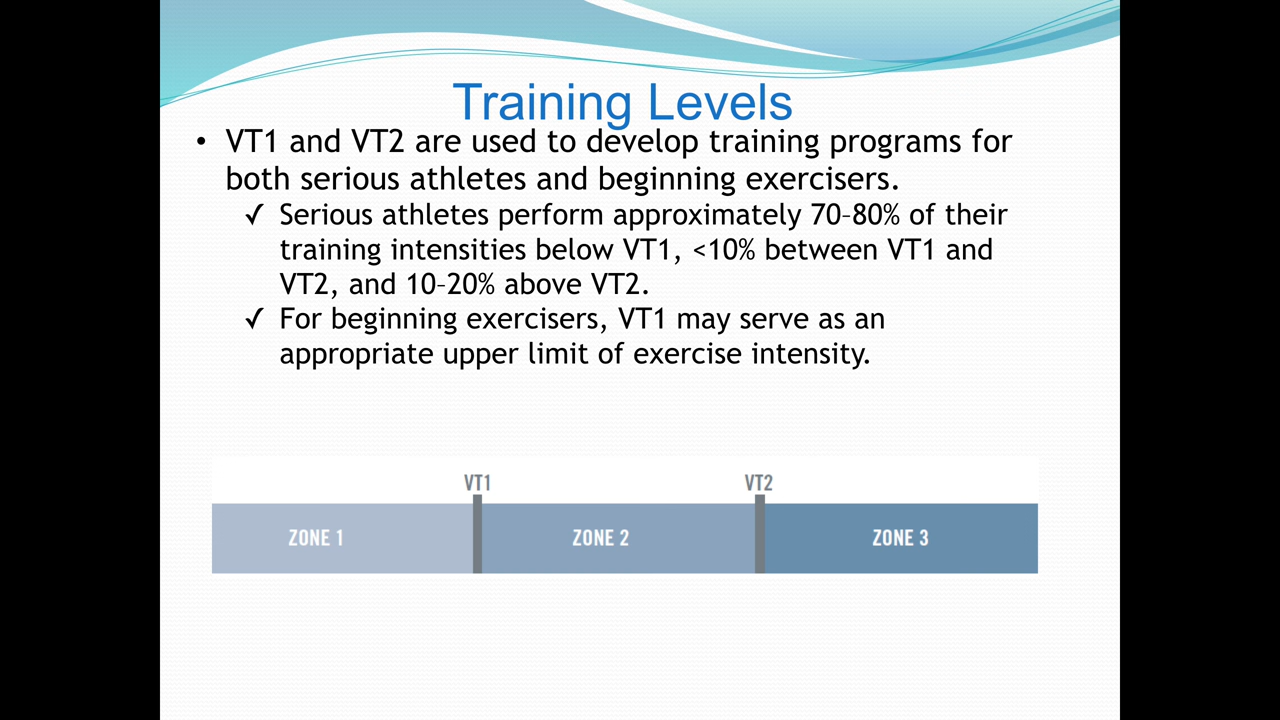 Training Levels
• VT1 and VT2 are used to develop training programs for
both serious athletes and beginning exercisers.
✓ Serious athletes perform approximately 70–80% of their
training intensities below VT1, <10% between VT1 and
VT2, and 10–20% above VT2.
✓ For beginning exercisers, VT1 may serve as an
appropriate upper limit of exercise intensity.
VT1 VT2
ZONE 1 ZONE 2 ZONE 3